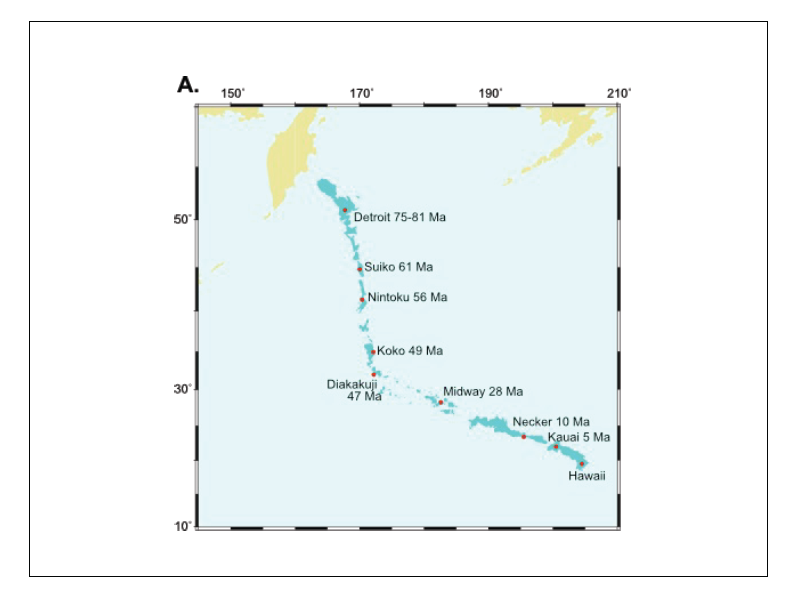 A.
150° 170° 190° 210°
50°
Detroit 75-81 Ma
Suiko 61 Ma
Nintoku 56 Ma
Koko 49 Ma
30°
Diakakuji
47 Ma
Midway 28 Ma
Necker 10 Ma
Kauai 5 Ma
Hawaii
10°